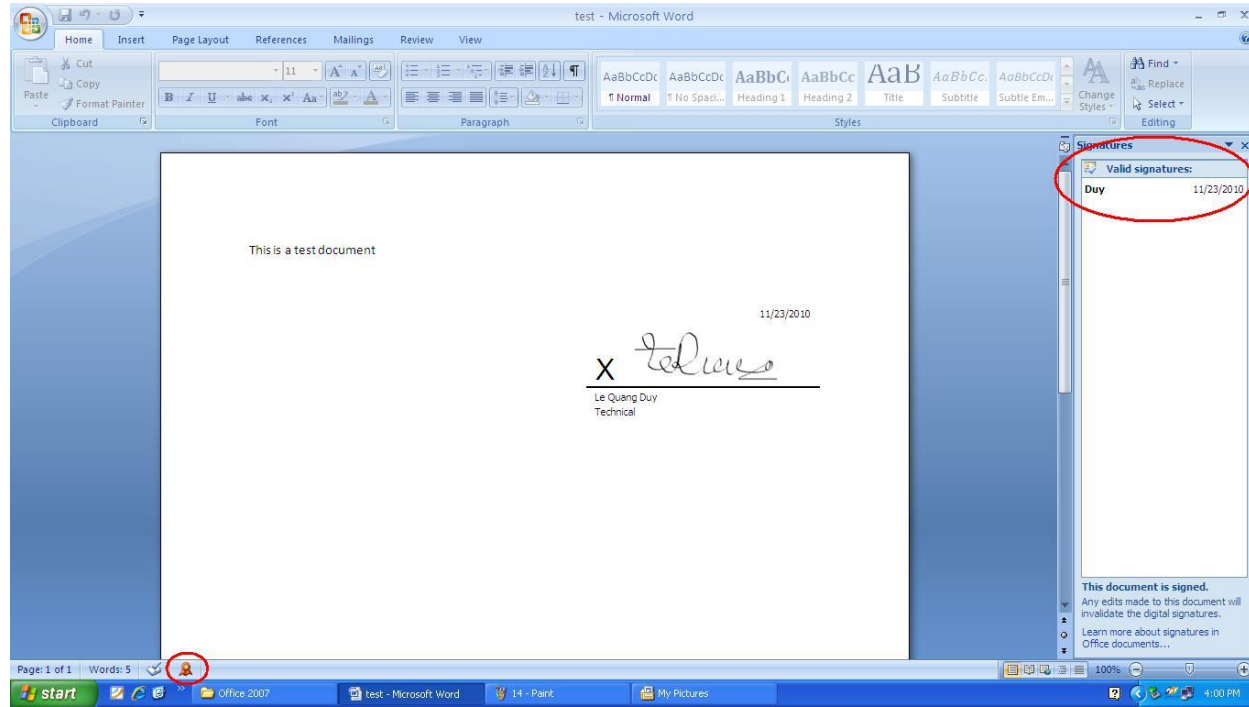 test - Microsoft Word
Home Insert Page Layout References Mailings Review View
Cut
Copy
Format Painter
Paste
Clipboard
11
Font
Paragraph
AaBbCcDc AaBbCcDc AaBbC AaBbCc AaB AaBbCc. AaBbCcDc
¶ Normal ¶ No Spaci... Heading 1 Heading 2 Title Subtitle Subtle Em...
Styles
Change Styles
Find
Replace
Select
Editing
Signatures
Valid signatures:
Duy 11/23/2010
This is a test document
11/23/2010
X
Le Quang Duy
Technical
This document is signed.
Any edits made to this document will
invalidate the digital signatures.
Learn more about signatures in
Office documents...
Page: 1 of 1 Words: 5
100%
start Office 2007 test - Microsoft Word 14 - Paint My Pictures 4:00 PM